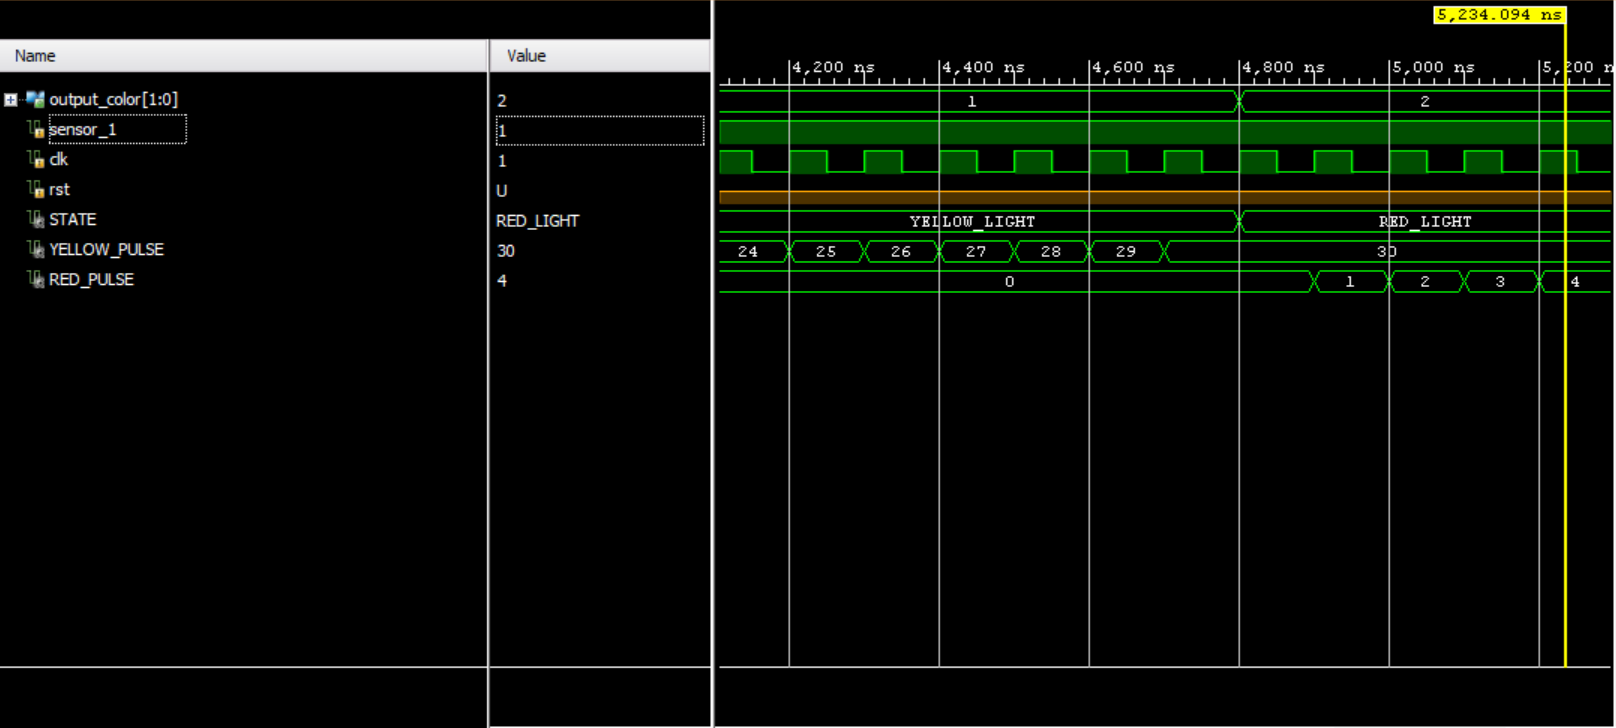 5,234.094 ns
Name Value
4,200 ns 4,400 ns 4,600 ns 4,800 ns 5,000 ns 5,200 n
output_color[1:0] 2 1 2
sensor_1 1
clk 1
rst U
STATE RED_LIGHT YELLOW_LIGHT RED_LIGHT
YELLOW_PULSE 30 24 25 26 27 28 29 30
RED_PULSE 4 0 1 2 3 4